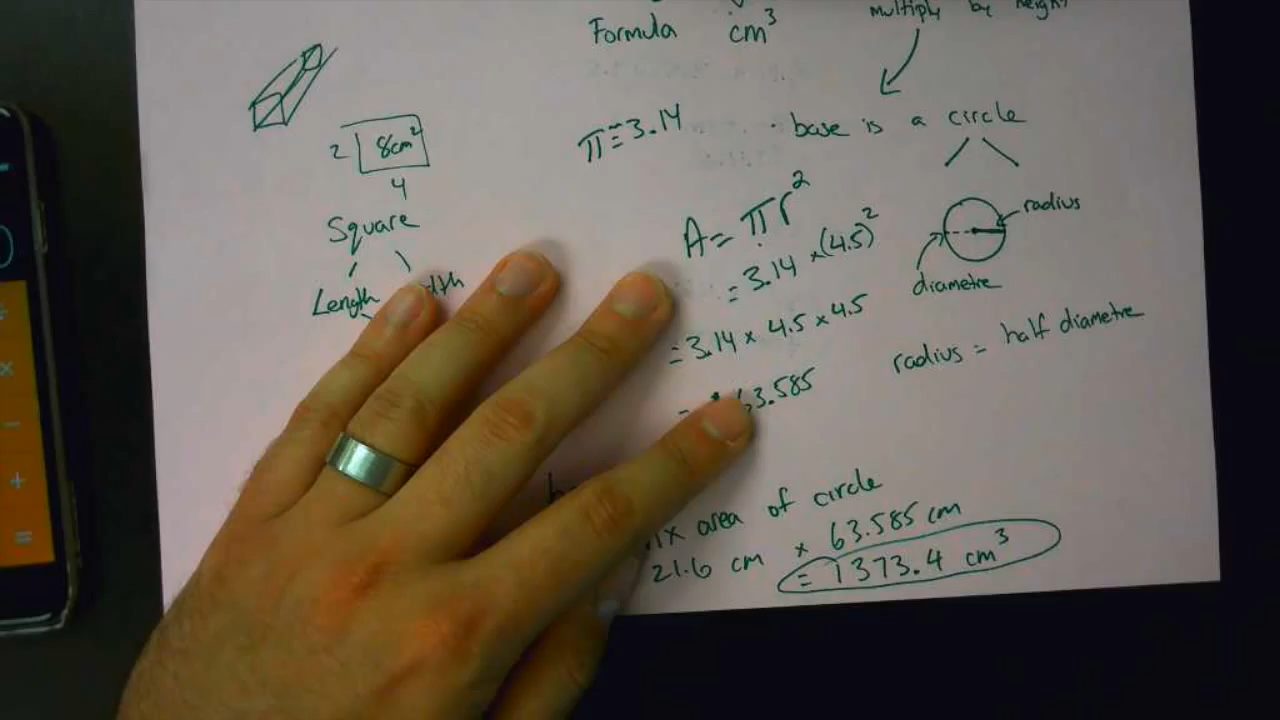 Formula cm³
multiply by height
π≈3.14
· base is a circle
2 8cm²
4
Square
Length
A = πr²
= 3.14 × (4.5)²
= 3.14 × 4.5 × 4.5
63.585
radius
diametre
radius = half diametre
x area of circle
21.6 cm × 63.585 cm
= 1373.4 cm³
÷
×
−
+
=